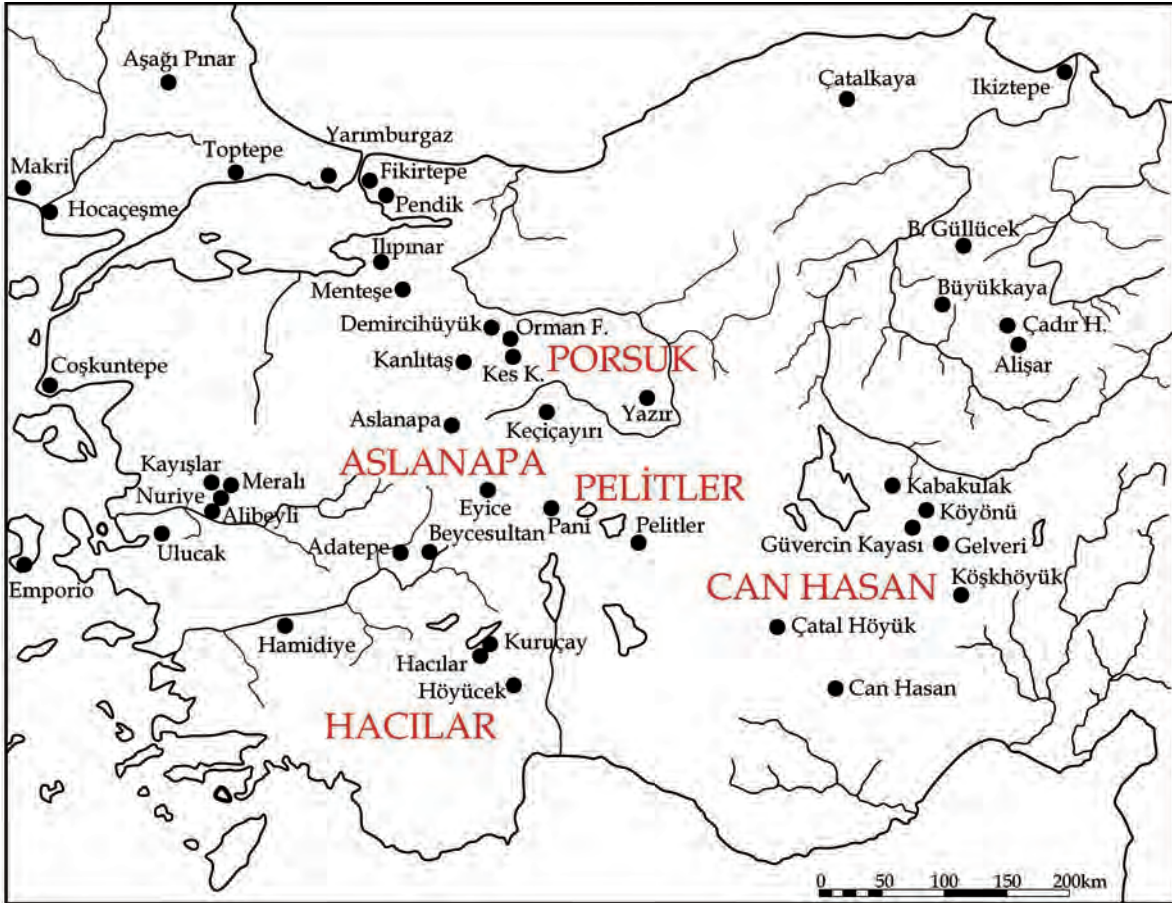 Aşağı Pınar
Çatalkaya
Ikiztepe
Yarımburgaz
Toptepe
Makri
Fikirtepe
Pendik
Hocaçeşme
B. Güllücek
Ilıpınar
Menteşe
Büyükkaya
Demircihüyük
Orman F.
Çadır H.
Alişar
Kanlıtaş
PORSUK
Kes K.
Coşkuntepe
Yazır
Keçiçayırı
Aslanapa
ASLANAPA
Kayışlar
Meralı
Nuriye
Alibeyli
PELİTLER
Kabakulak
Eyice
Pani
Köyönü
Ulucak
Adatepe
Beycesultan
Pelitler
Güvercin Kayası
Gelveri
Emporio
CAN HASAN
Köşkhöyük
Hamidiye
Kuruçay
Çatal Höyük
Hacılar
Höyücek
Can Hasan
HACILAR
0 50 100 200km